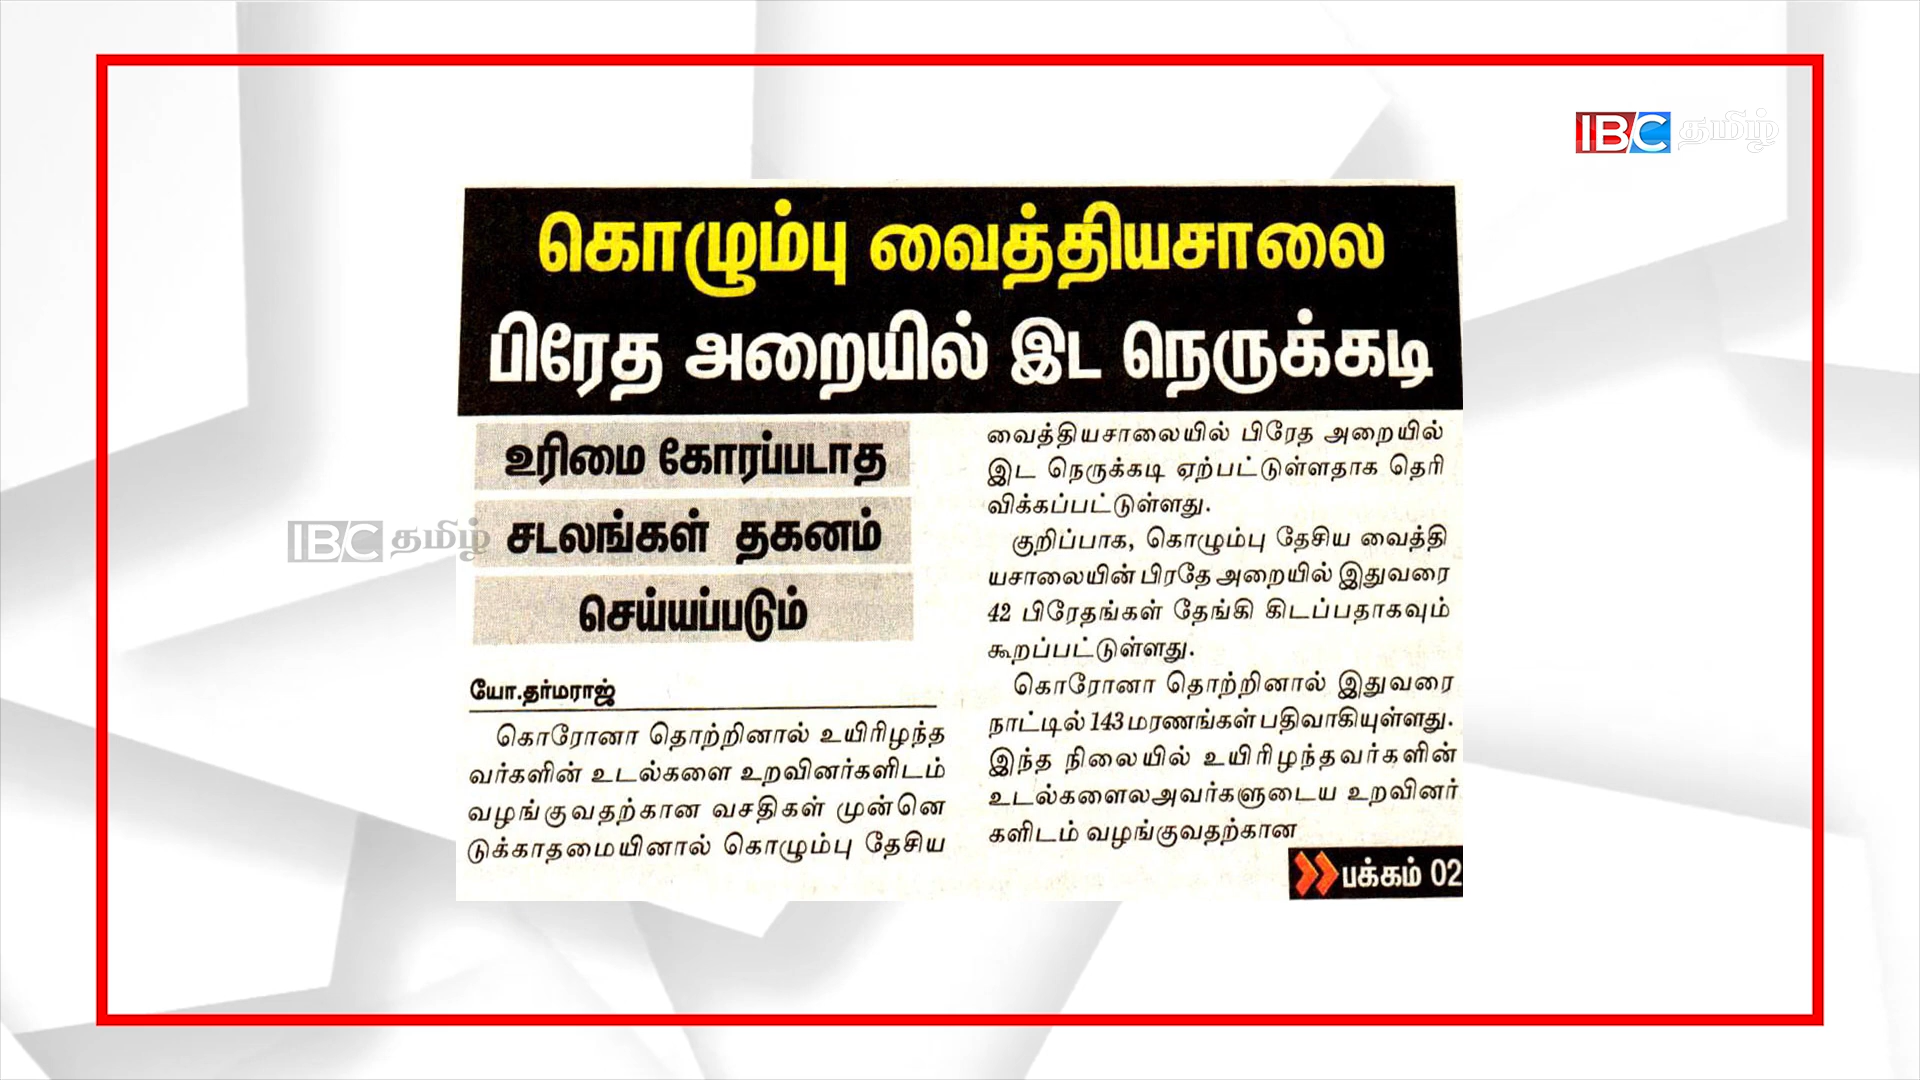 IBC தமிழ்
கொழும்பு வைத்தியசாலை
பிரேத அறையில் இட நெருக்கடி
உரிமை கோரப்படாத
சடலங்கள் தகனம்
செய்யப்படும்
IBC தமிழ்
யோ.தர்மராஜ்
கொரோனா தொற்றினால் உயிரிழந்த
வர்களின் உடல்களை உறவினர்களிடம்
வழங்குவதற்கான வசதிகள் முன்னெ
டுக்காதமையினால் கொழும்பு தேசிய
வைத்தியசாலையில் பிரேத அறையில்
இட நெருக்கடி ஏற்பட்டுள்ளதாக தெரி
விக்கப்பட்டுள்ளது.
குறிப்பாக, கொழும்பு தேசிய வைத்தி
யசாலையின் பிரதே அறையில் இதுவரை
42 பிரேதங்கள் தேங்கி கிடப்பதாகவும்
கூறப்பட்டுள்ளது.
கொரோனா தொற்றினால் இதுவரை
நாட்டில் 143 மரணங்கள் பதிவாகியுள்ளது.
இந்த நிலையில் உயிரிழந்தவர்களின்
உடல்களைலஅவர்களுடைய உறவினர்
களிடம் வழங்குவதற்கான
பக்கம் 02